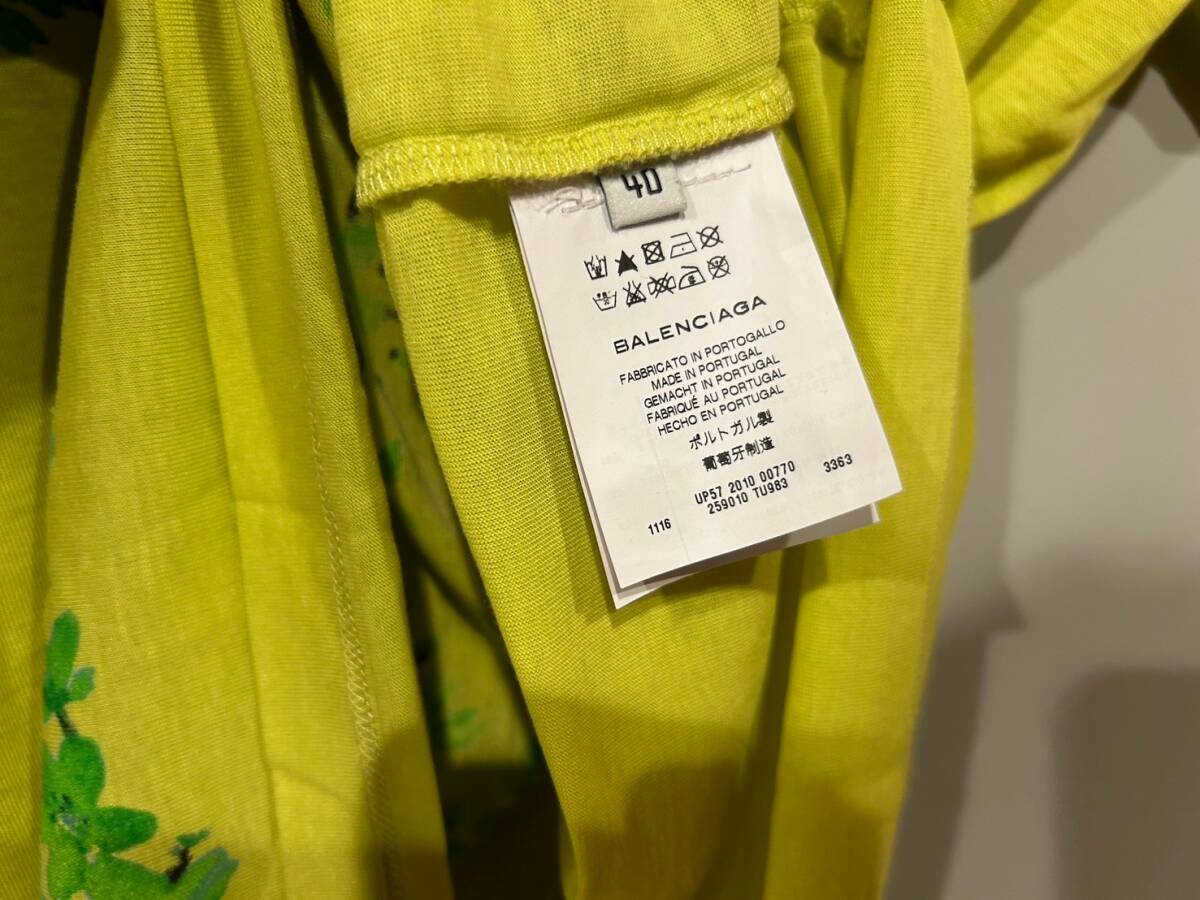 40
BALENCIAGA
FABBRICATO IN PORTOGALLO
MADE IN PORTUGAL
GEMACHT IN PORTUGAL
FABRIQUÉ AU PORTUGAL
HECHO EN PORTUGAL
ポルトガル製
葡萄牙制造
UP57 2010 00770 3363
1116 259010 TU983